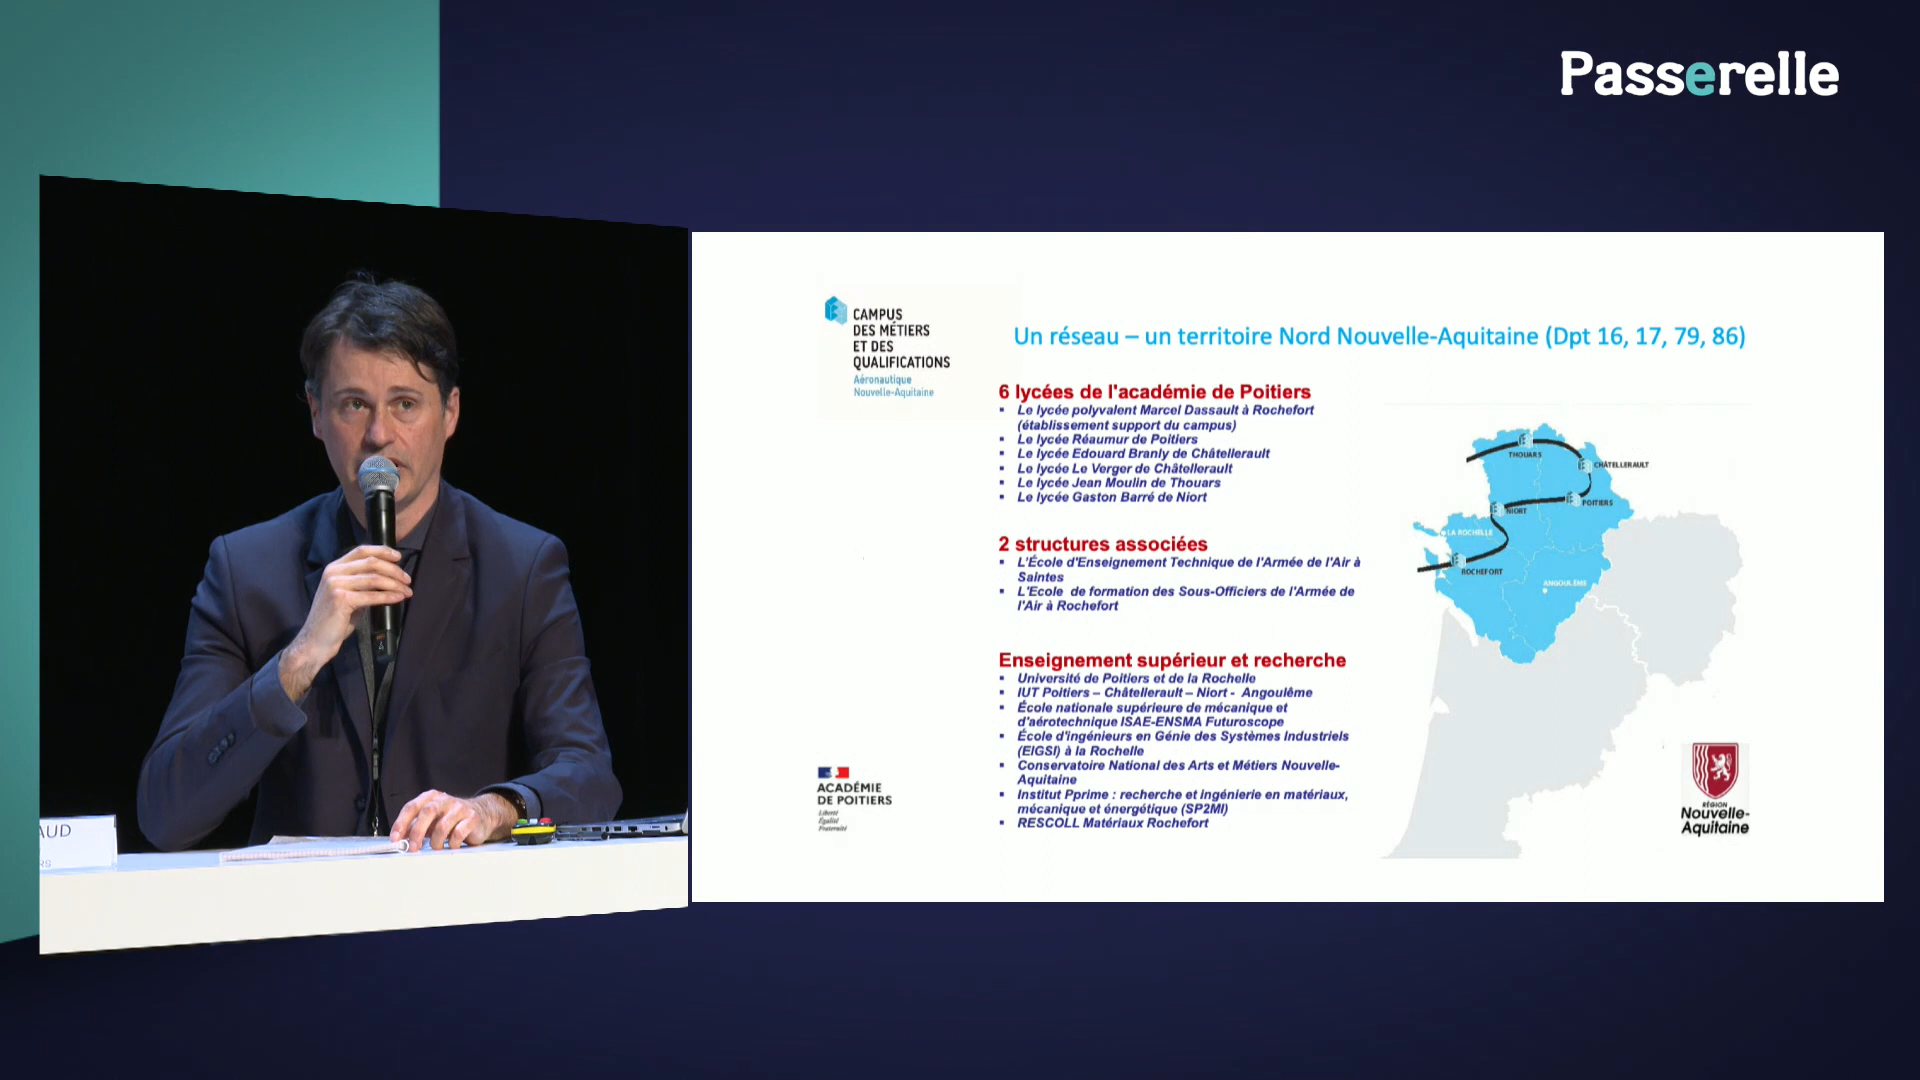 Passerelle
CAMPUS
DES MÉTIERS
ET DES
QUALIFICATIONS
Aéronautique
Nouvelle-Aquitaine
Un réseau – un territoire Nord Nouvelle-Aquitaine (Dpt 16, 17, 79, 86)
6 lycées de l'académie de Poitiers
▪ Le lycée polyvalent Marcel Dassault à Rochefort
(établissement support du campus)
▪ Le lycée Réaumur de Poitiers
▪ Le lycée Edouard Branly de Châtellerault
▪ Le lycée Le Verger de Châtellerault
▪ Le lycée Jean Moulin de Thouars
▪ Le lycée Gaston Barré de Niort
2 structures associées
▪ L'École d'Enseignement Technique de l'Armée de l'Air à
Saintes
▪ L'Ecole de formation des Sous-Officiers de l'Armée de
l'Air à Rochefort
Enseignement supérieur et recherche
▪ Université de Poitiers et de la Rochelle
▪ IUT Poitiers – Châtellerault – Niort - Angoulême
▪ École nationale supérieure de mécanique et
d'aérotechnique ISAE-ENSMA Futuroscope
▪ École d'ingénieurs en Génie des Systèmes Industriels
(EIGSI) à la Rochelle
▪ Conservatoire National des Arts et Métiers Nouvelle-
Aquitaine
▪ Institut Pprime : recherche et ingénierie en matériaux,
mécanique et énergétique (SP2MI)
▪ RESCOLL Matériaux Rochefort
THOUARS
CHÂTELLERAULT
POITIERS
NIORT
LA ROCHELLE
ROCHEFORT
ANGOULÊME
ACADÉMIE
DE POITIERS
Liberté
Égalité
Fraternité
RÉGION
Nouvelle-
Aquitaine
AUD
RS
4